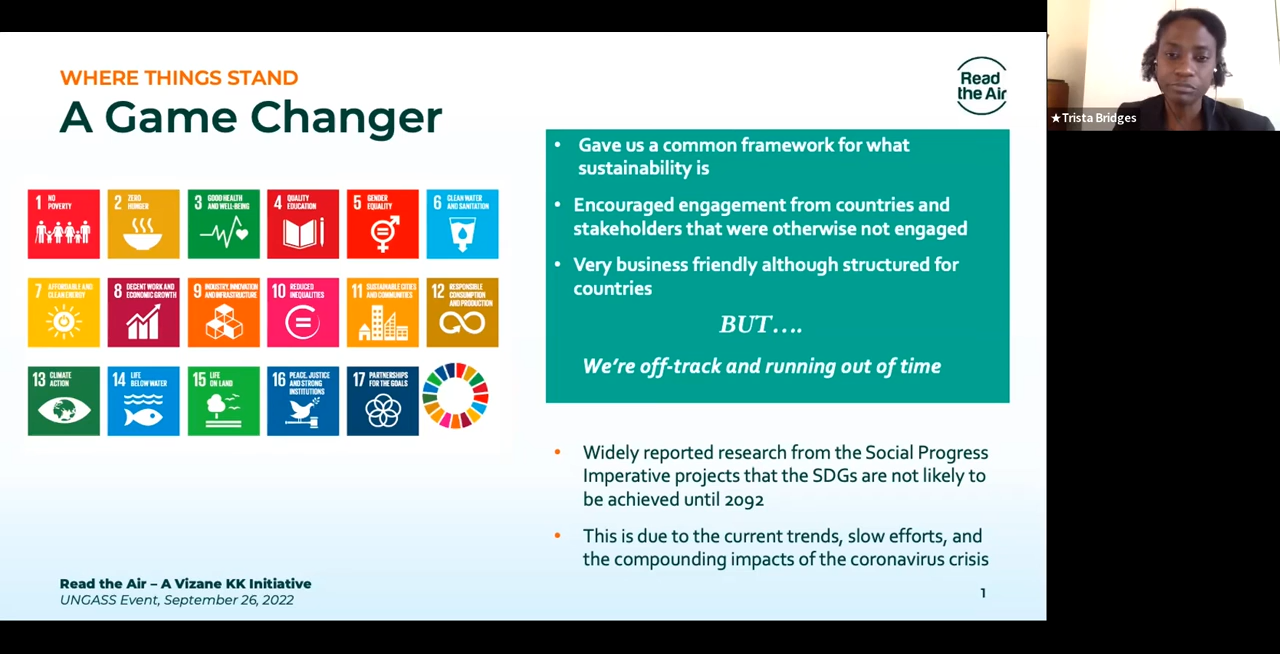 WHERE THINGS STAND
A Game Changer
Read
the Air
★Trista Bridges
1 NO
POVERTY
2 ZERO
HUNGER
3 GOOD HEALTH
AND WELL-BEING
4 QUALITY
EDUCATION
5 GENDER
EQUALITY
6 CLEAN WATER
AND SANITATION
7 AFFORDABLE AND
CLEAN ENERGY
8 DECENT WORK AND
ECONOMIC GROWTH
9 INDUSTRY, INNOVATION
AND INFRASTRUCTURE
10 REDUCED
INEQUALITIES
11 SUSTAINABLE CITIES
AND COMMUNITIES
12 RESPONSIBLE
CONSUMPTION
AND PRODUCTION
13 CLIMATE
ACTION
14 LIFE
BELOW WATER
15 LIFE
ON LAND
16 PEACE, JUSTICE
AND STRONG
INSTITUTIONS
17 PARTNERSHIPS
FOR THE GOALS
• Gave us a common framework for what
sustainability is
• Encouraged engagement from countries and
stakeholders that were otherwise not engaged
• Very business friendly although structured for
countries
BUT....
We're off-track and running out of time
• Widely reported research from the Social Progress
Imperative projects that the SDGs are not likely to
be achieved until 2092
• This is due to the current trends, slow efforts, and
the compounding impacts of the coronavirus crisis
Read the Air – A Vizane KK Initiative
UNGASS Event, September 26, 2022
1